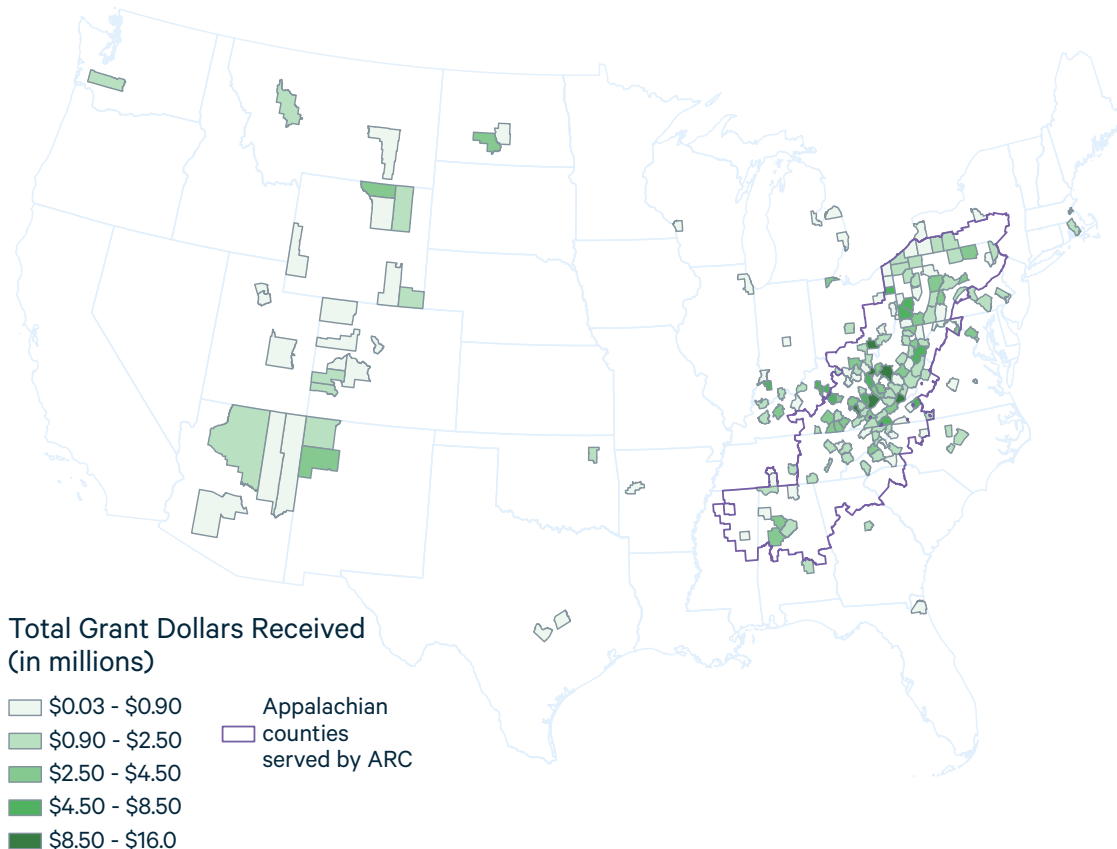 Total Grant Dollars Received
(in millions)
$0.03 - $0.90
$0.90 - $2.50
$2.50 - $4.50
$4.50 - $8.50
$8.50 - $16.0
Appalachian
counties
served by ARC